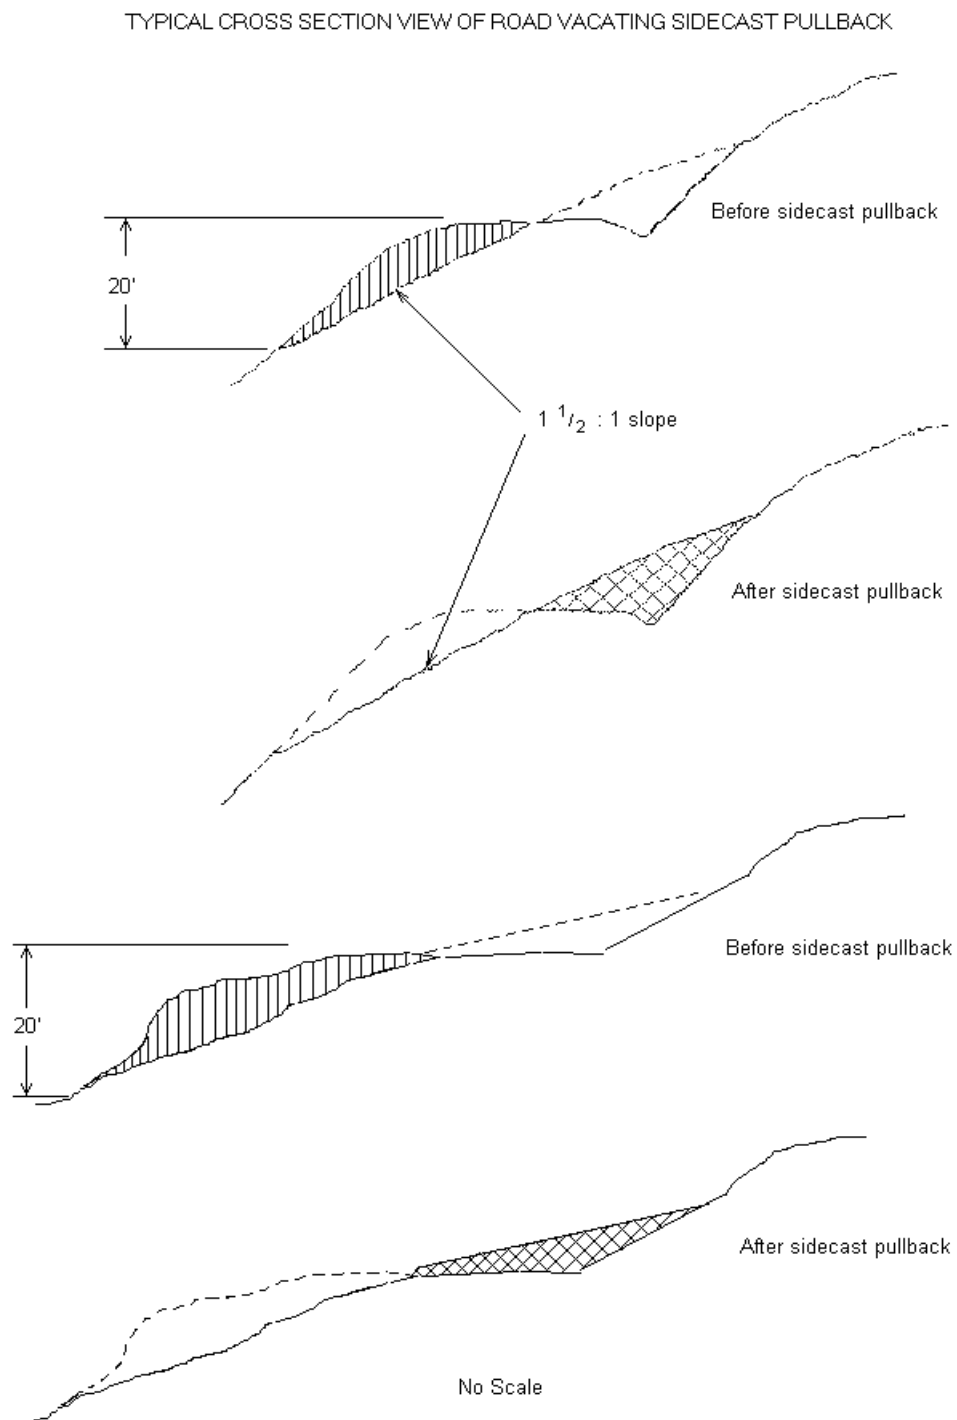 TYPICAL CROSS SECTION VIEW OF ROAD VACATING SIDECAST PULLBACK
Before sidecast pullback
20'
1 1/2 : 1 slope
After sidecast pullback
Before sidecast pullback
20'
After sidecast pullback
No Scale